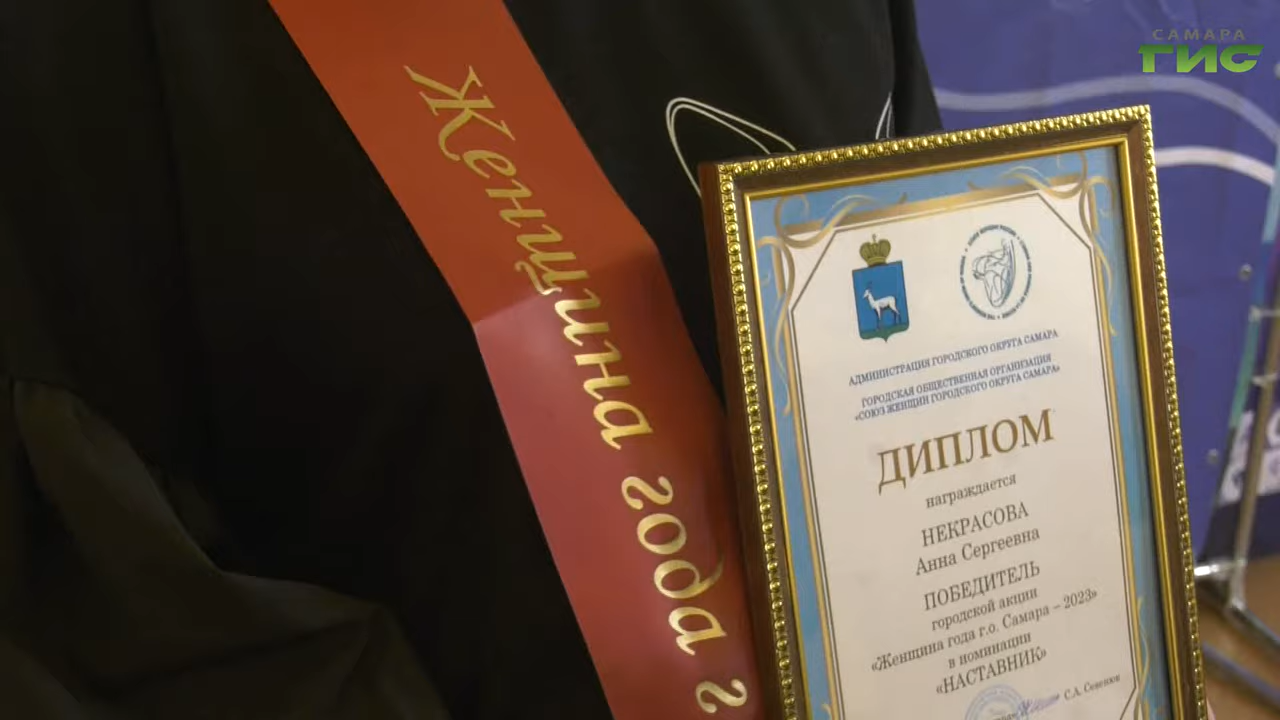 САМАРА
ГИС
Женщина года г
АДМИНИСТРАЦИЯ ГОРОДСКОГО ОКРУГА САМАРА
ГОРОДСКАЯ ОБЩЕСТВЕННАЯ ОРГАНИЗАЦИЯ
«СОЮЗ ЖЕНЩИН ГОРОДСКОГО ОКРУГА САМАРА»
ДИПЛОМ
награждается
НЕКРАСОВА
Анна Сергеевна
ПОБЕДИТЕЛЬ
городской акции
«Женщина года г.о. Самара – 2023»
в номинации
«НАСТАВНИК»
С.А. Севенюк